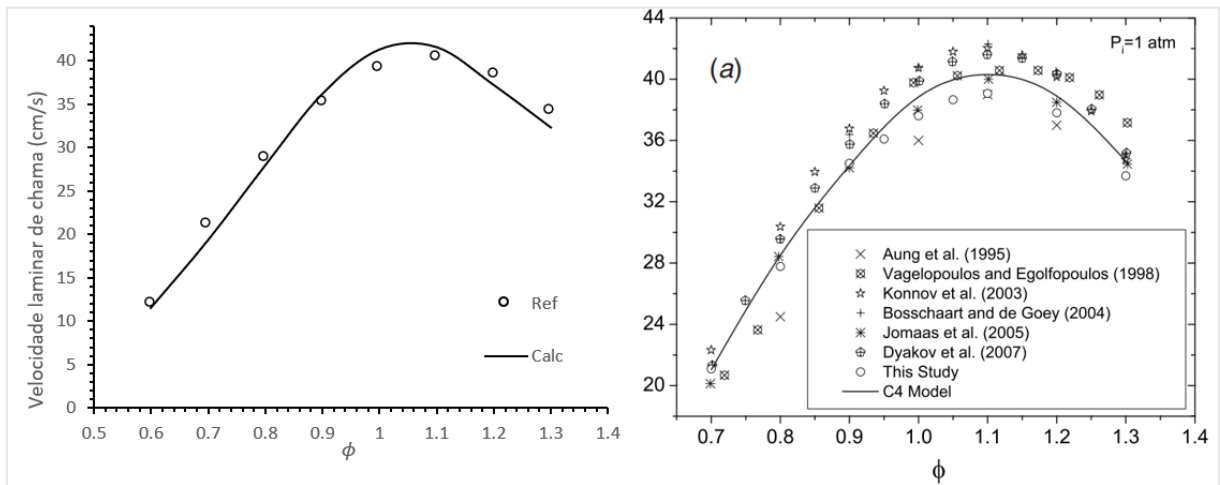 Velocidade laminar de chama (cm/s)
40
35
30
25
20
15
10
5
0
0.5 0.6 0.7 0.8 0.9 1 1.1 1.2 1.3 1.4
ϕ
Ref
Calc
44
40
36
32
28
24
20
(a)
P_i=1 atm
Aung et al. (1995)
Vagelopoulos and Egolfopoulos (1998)
Konnov et al. (2003)
Bosschaart and de Goey (2004)
Jomaas et al. (2005)
Dyakov et al. (2007)
This Study
C4 Model
0.7 0.8 0.9 1.0 1.1 1.2 1.3 1.4
ϕ